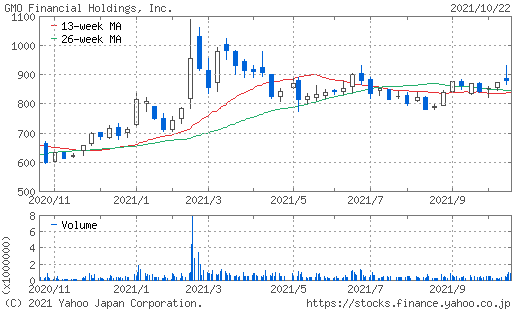 GMO Financial Holdings, Inc. 2021/10/22
1100
13-week MA
26-week MA
1000
900
800
700
600
500
2020/11 2021/1 2021/3 2021/5 2021/7 2021/9
8
Volume
6
4
2
0
(x1000000)
2020/11 2021/1 2021/3 2021/5 2021/7 2021/9
(C) 2021 Yahoo Japan Corporation. https://stocks.finance.yahoo.co.jp/